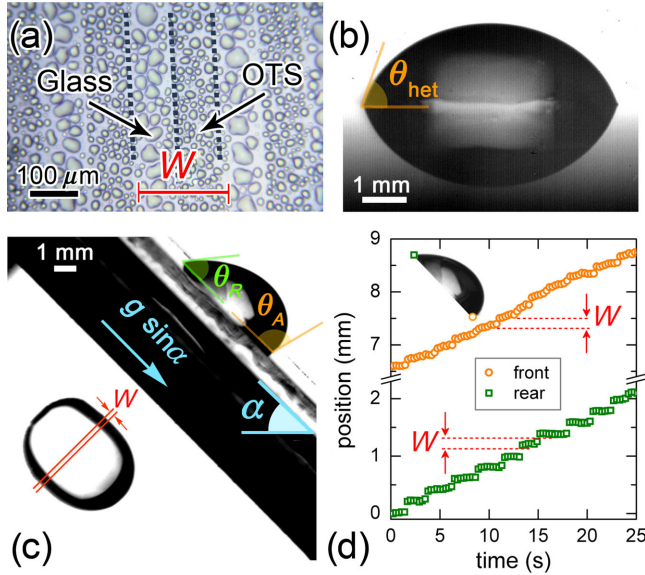 (a)
Glass
OTS
W
100 μm
(b)
θhet
1 mm
1 mm
θR
θA
g sinα
α
W
(c)
9
8
7
2
1
0
position (mm)
W
front
rear
W
0
5
10
15
20
25
time (s)
(d)